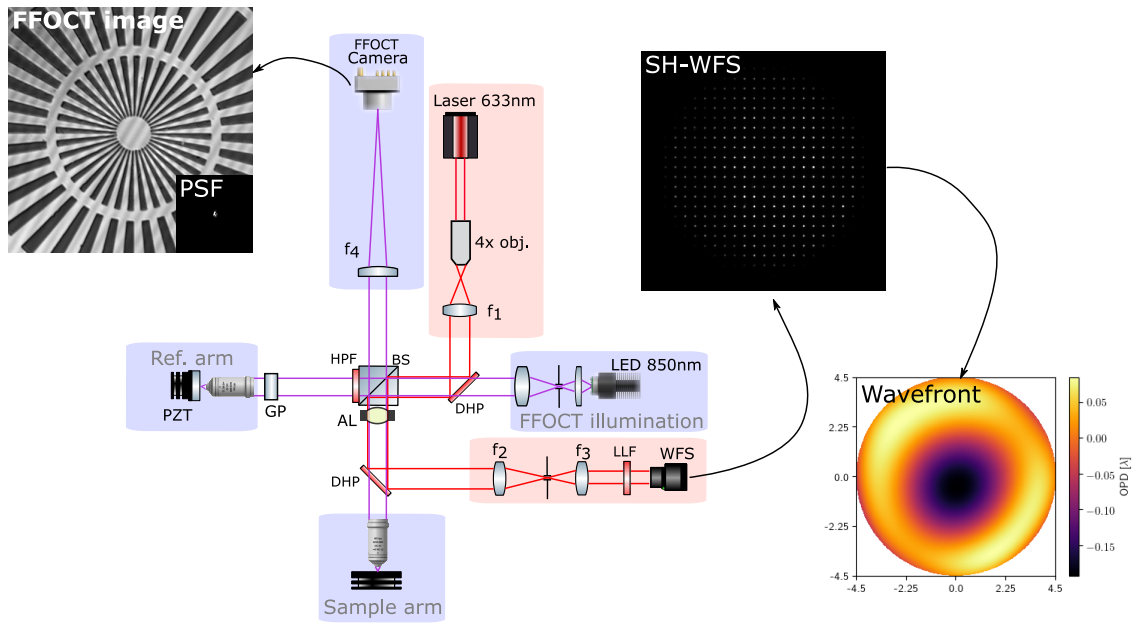 FFOCT image
PSF
FFOCT
Camera
Laser 633nm
4x obj.
f4
f1
SH-WFS
Ref. arm
PZT
GP
HPF
BS
AL
DHP
LED 850nm
FFOCT illumination
DHP
f2
f3
LLF
WFS
Sample arm
Wavefront
4.5
2.25
0.0
-2.25
-4.5
-4.5
-2.25
0.0
2.25
4.5
0.05
0.00
−0.05
−0.10
−0.15
OPD [λ]